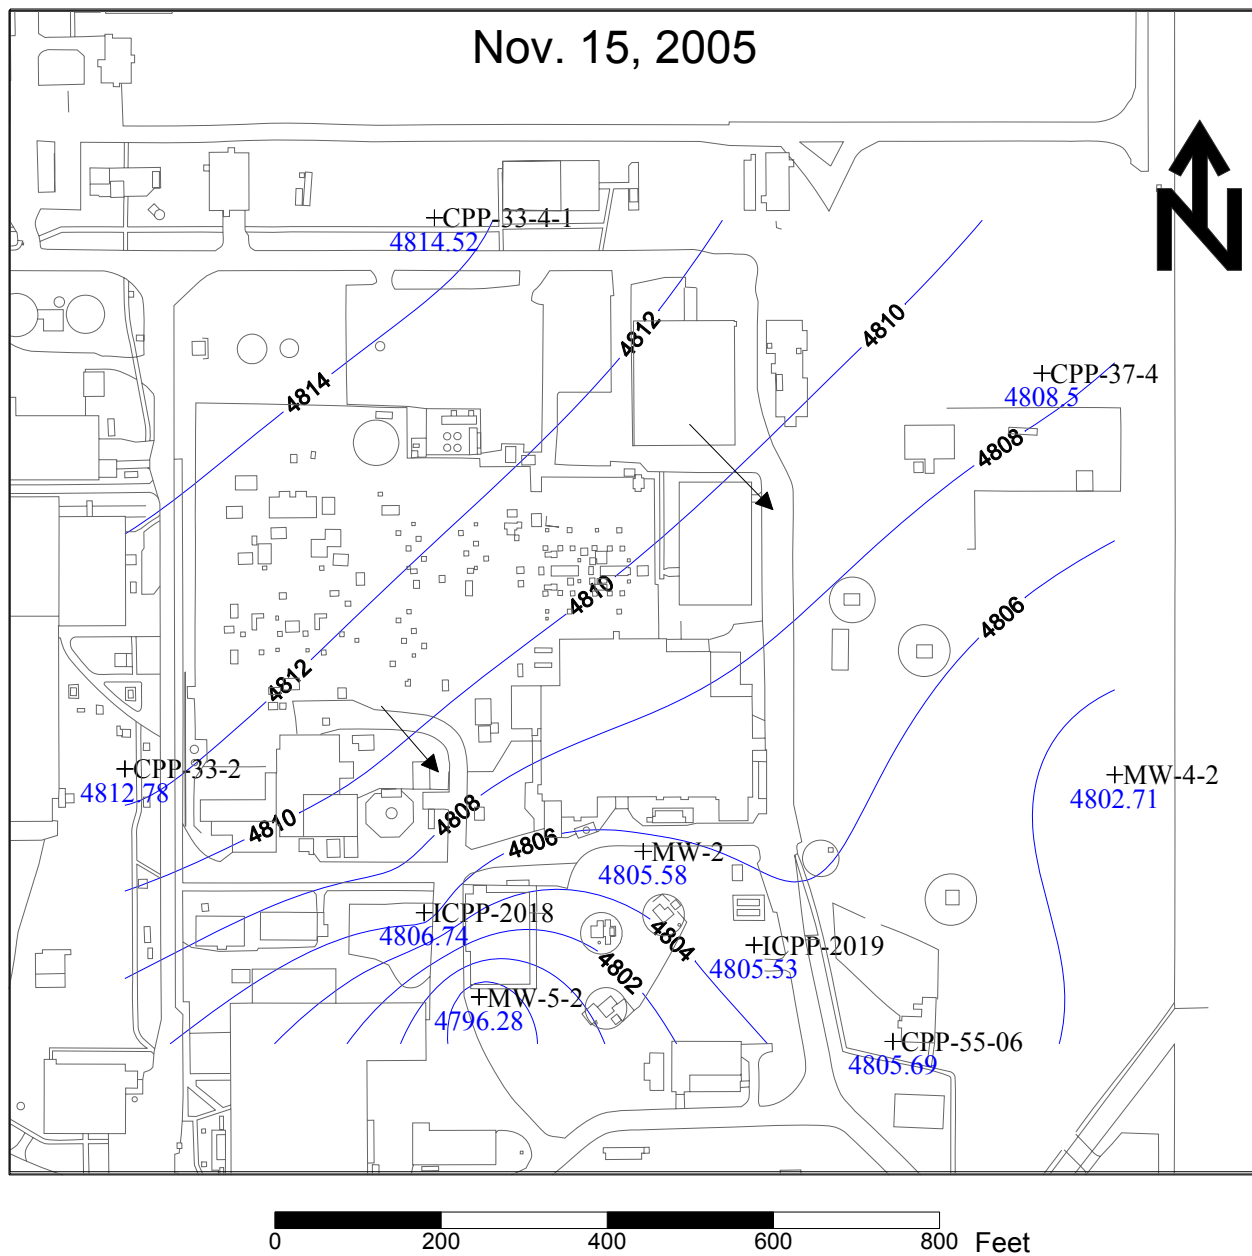 Nov. 15, 2005
N
CPP-33-4-1
4814.52
4812
4810
4814
CPP-37-4
4808.5
4808
4810
4806
4812
CPP-33-2
4812.78
MW-4-2
4802.71
4808
4810
4806
MW-2
4805.58
ICPP-2018
4806.74
4804
ICPP-2019
4805.53
4802
MW-5-2
4796.28
CPP-55-06
4805.69
0 200 400 600 800 Feet